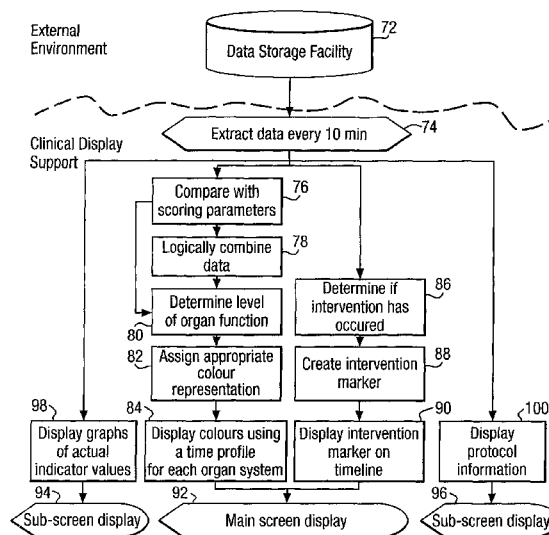 External
Environment
72
Data Storage Facility
74
Extract data every 10 min
Clinical Display
Support
76
Compare with
scoring parameters
78
Logically combine
data
86
Determine if
intervention has
occured
Determine level
of organ function
80
82
Assign appropriate
colour
representation
88
Create intervention
marker
98
Display graphs
of actual
indicator values
84
Display colours using
a time profile
for each organ system
90
Display intervention
marker on
timeline
100
Display
protocol
information
94
Sub-screen display
92
Main screen display
96
Sub-screen display